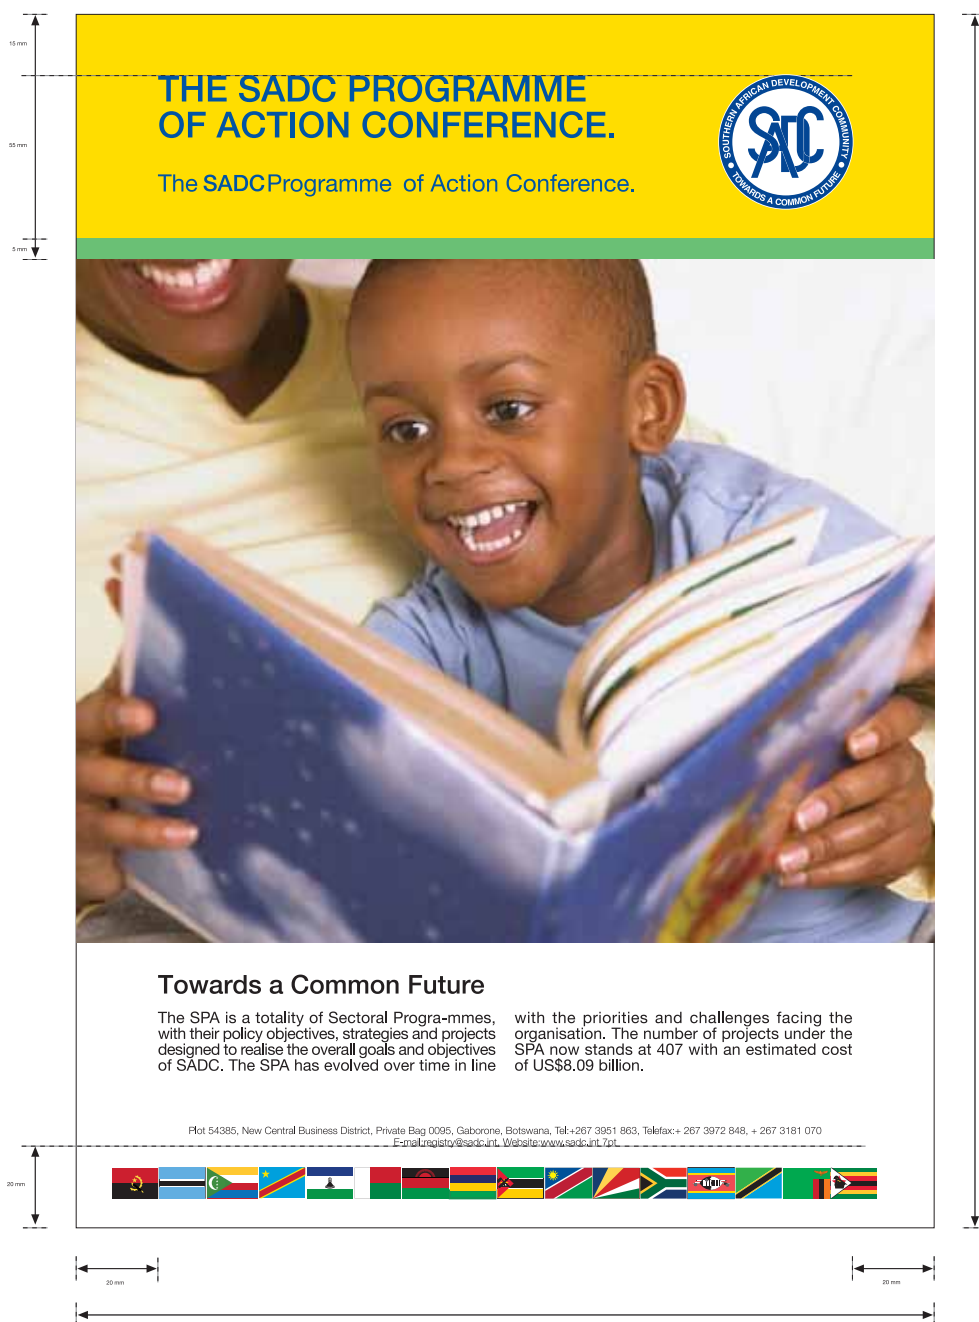 15 mm
THE SADC PROGRAMME
OF ACTION CONFERENCE.
SOUTHERN AFRICAN DEVELOPMENT COMMUNITY
SADC
TOWARDS A COMMON FUTURE
55 mm
The SADC Programme of Action Conference.
5 mm
Towards a Common Future
The SPA is a totality of Sectoral Progra-mmes,
with their policy objectives, strategies and projects
designed to realise the overall goals and objectives
of SADC. The SPA has evolved over time in line
with the priorities and challenges facing the
organisation. The number of projects under the
SPA now stands at 407 with an estimated cost
of US$8.09 billion.
Plot 54385, New Central Business District, Private Bag 0095, Gaborone, Botswana, Tel:+267 3951 863, Telefax:+ 267 3972 848, + 267 3181 070
E-mail:registry@sadc.int, Website:www.sadc.int 7pt
20 mm
20 mm
20 mm